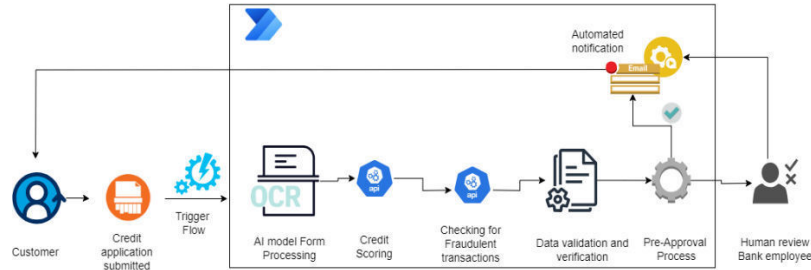 Automated
notification
Email
OCR
api
api
Customer
Credit
application
submitted
Trigger
Flow
AI model Form
Processing
Credit
Scoring
Checking for
Fraudulent
transactions
Data validation and
verification
Pre-Approval
Process
Human review
Bank employee